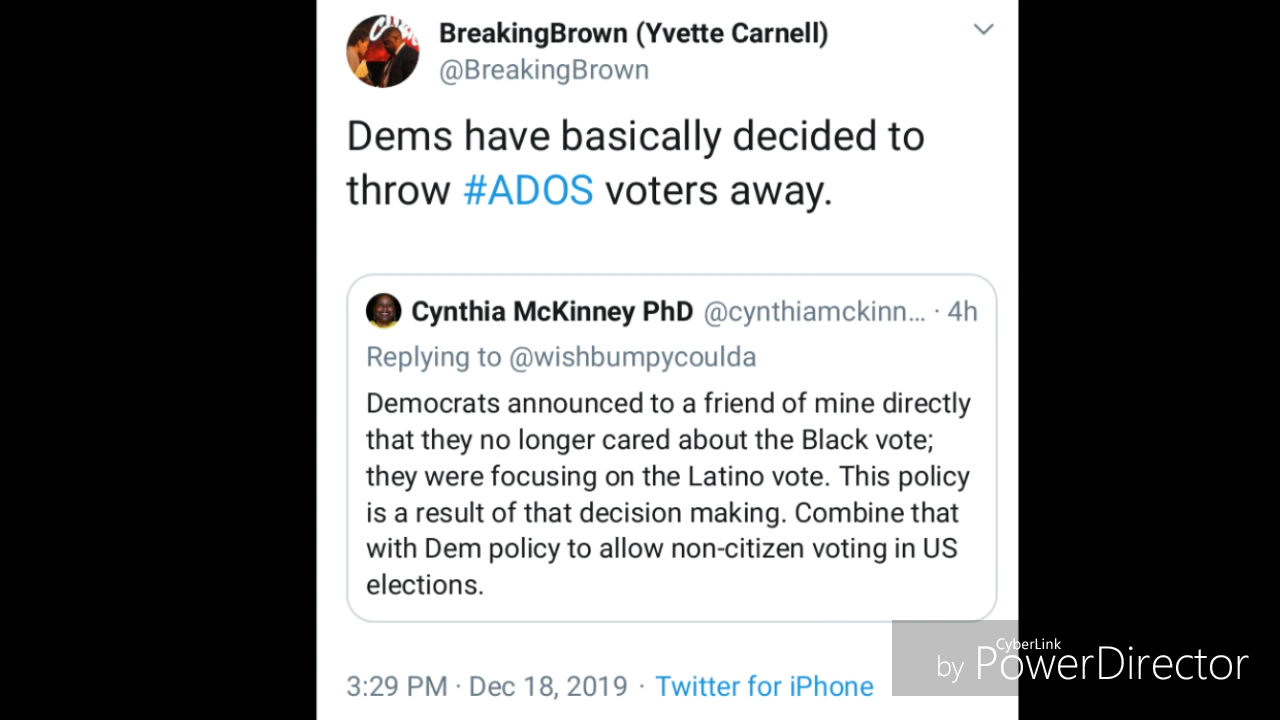 BreakingBrown (Yvette Carnell)
@BreakingBrown
Dems have basically decided to
throw #ADOS voters away.
Cynthia McKinney PhD @cynthiamckinn... · 4h
Replying to @wishbumpycoulda
Democrats announced to a friend of mine directly
that they no longer cared about the Black vote;
they were focusing on the Latino vote. This policy
is a result of that decision making. Combine that
with Dem policy to allow non-citizen voting in US
elections.
3:29 PM · Dec 18, 2019 · Twitter for iPhone
CyberLink
by PowerDirector